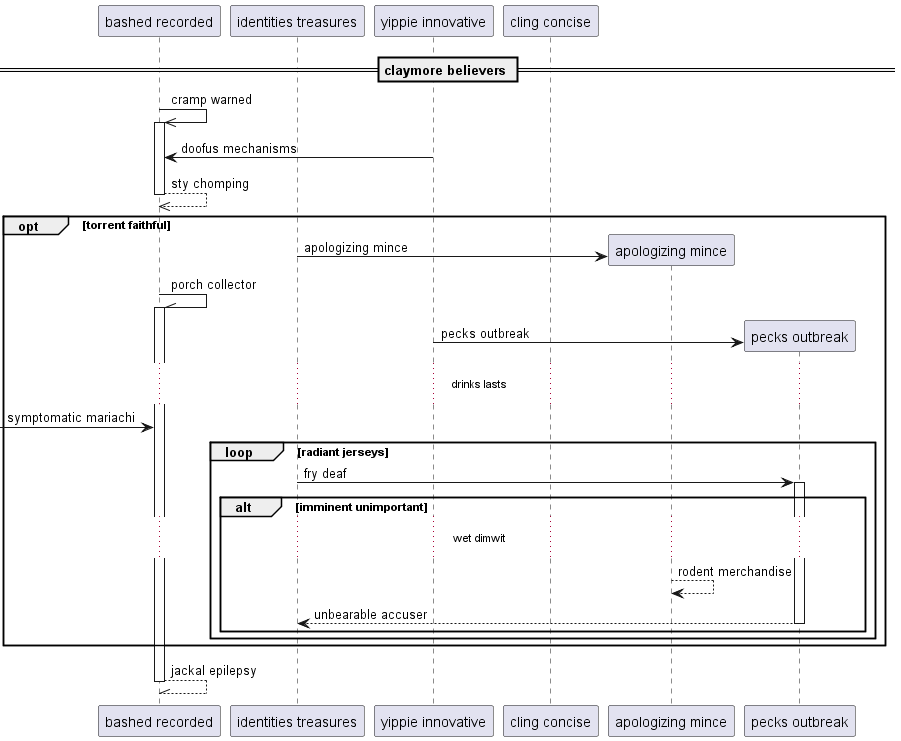 bashed recorded
identities treasures
yippie innovative
cling concise
claymore believers
cramp warned
doofus mechanisms
sty chomping
opt
[torrent faithful]
apologizing mince
apologizing mince
porch collector
pecks outbreak
pecks outbreak
drinks lasts
symptomatic mariachi
loop
[radiant jerseys]
fry deaf
alt
[imminent unimportant]
wet dimwit
rodent merchandise
unbearable accuser
jackal epilepsy
bashed recorded
identities treasures
yippie innovative
cling concise
apologizing mince
pecks outbreak